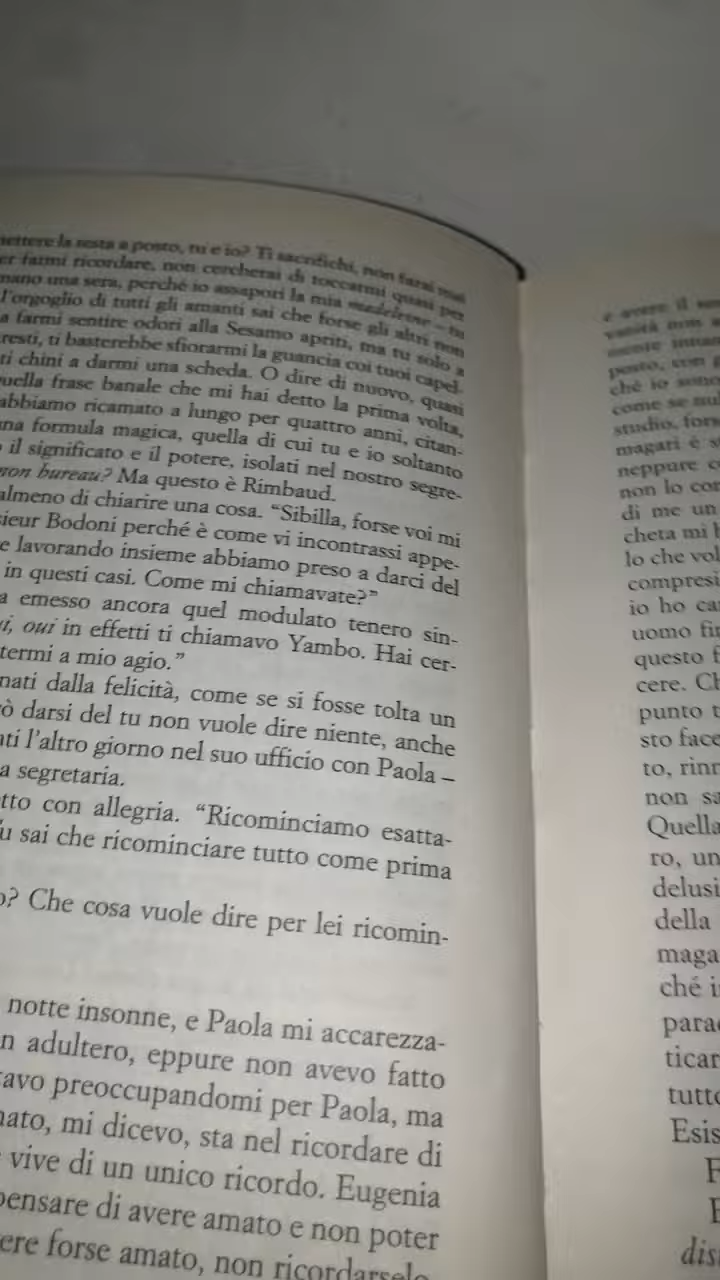 mettere la testa a posto, tu e io? Ti sacrifichi, non farai mai
er farmi ricordare, non cercherai di toccarmi quasi per
mano una sera, perché io assapori la mia madeleine – tu
l'orgoglio di tutti gli amanti sai che forse gli altri non
a farmi sentire odori alla Sesamo apriti, ma tu solo a
resti, ti basterebbe sfiorarmi la guancia coi tuoi capel-
ti chini a darmi una scheda. O dire di nuovo, quasi
quella frase banale che mi hai detto la prima volta,
abbiamo ricamato a lungo per quattro anni, citan-
na formula magica, quella di cui tu e io soltanto
o il significato e il potere, isolati nel nostro segre-
mon bureau? Ma questo è Rimbaud.
almeno di chiarire una cosa. “Sibilla, forse voi mi
sieur Bodoni perché è come vi incontrassi appe-
e lavorando insieme abbiamo preso a darci del
in questi casi. Come mi chiamavate?”
a emesso ancora quel modulato tenero sin-
i, oui in effetti ti chiamavo Yambo. Hai cer-
termi a mio agio.”
nati dalla felicità, come se si fosse tolta un
ò darsi del tu non vuole dire niente, anche
ati l'altro giorno nel suo ufficio con Paola –
a segretaria.
tto con allegria. “Ricominciamo esatta-
Tu sai che ricominciare tutto come prima
o? Che cosa vuole dire per lei ricomin-
notte insonne, e Paola mi accarezza-
n adultero, eppure non avevo fatto
tavo preoccupandomi per Paola, ma
mato, mi dicevo, sta nel ricordare di
vive di un unico ricordo. Eugenia
pensare di avere amato e non poter
ere forse amato, non ricordarselo
e avere il
vanità non
mente
posto, con
ché io sono
come se
studio, fors
magari è
neppure
non lo con
di me un
cheta mi
lo che vol
compresi
io ho ca
uomo fin
questo f
cere. Ch
punto t
sto face
to, rinn
non sa
Quella
ro, un
delusi
della
maga
ché i
para
ticar
tutto
Esis
F
E
dis